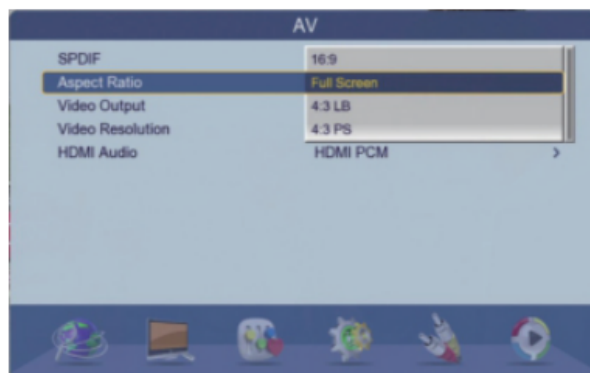 AV
SPDIF 16:9
Aspect Ratio Full Screen
Video Output 4:3 LB
Video Resolution 4:3 PS
HDMI Audio HDMI PCM >